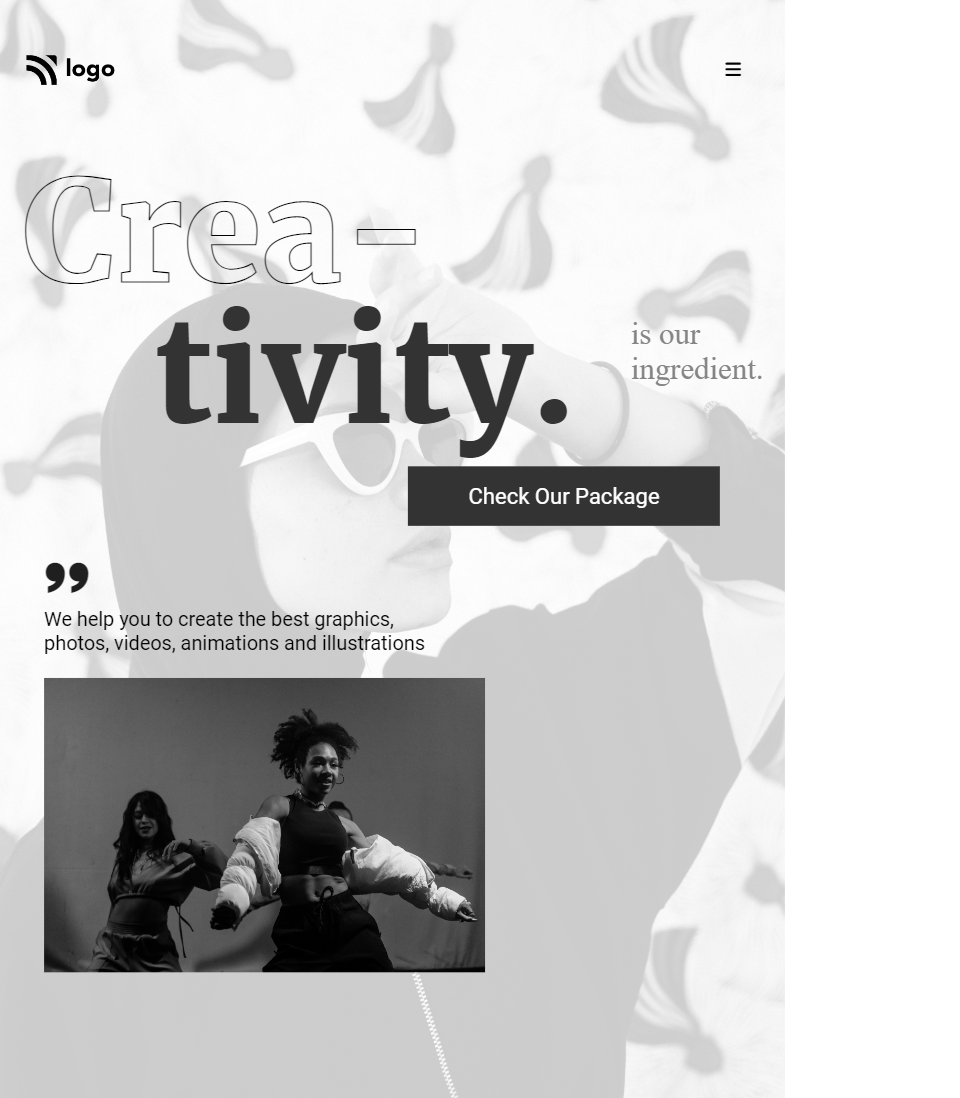 logo
Crea-
tivity.
is our
ingredient.
Check Our Package
”
We help you to create the best graphics,
photos, videos, animations and illustrations